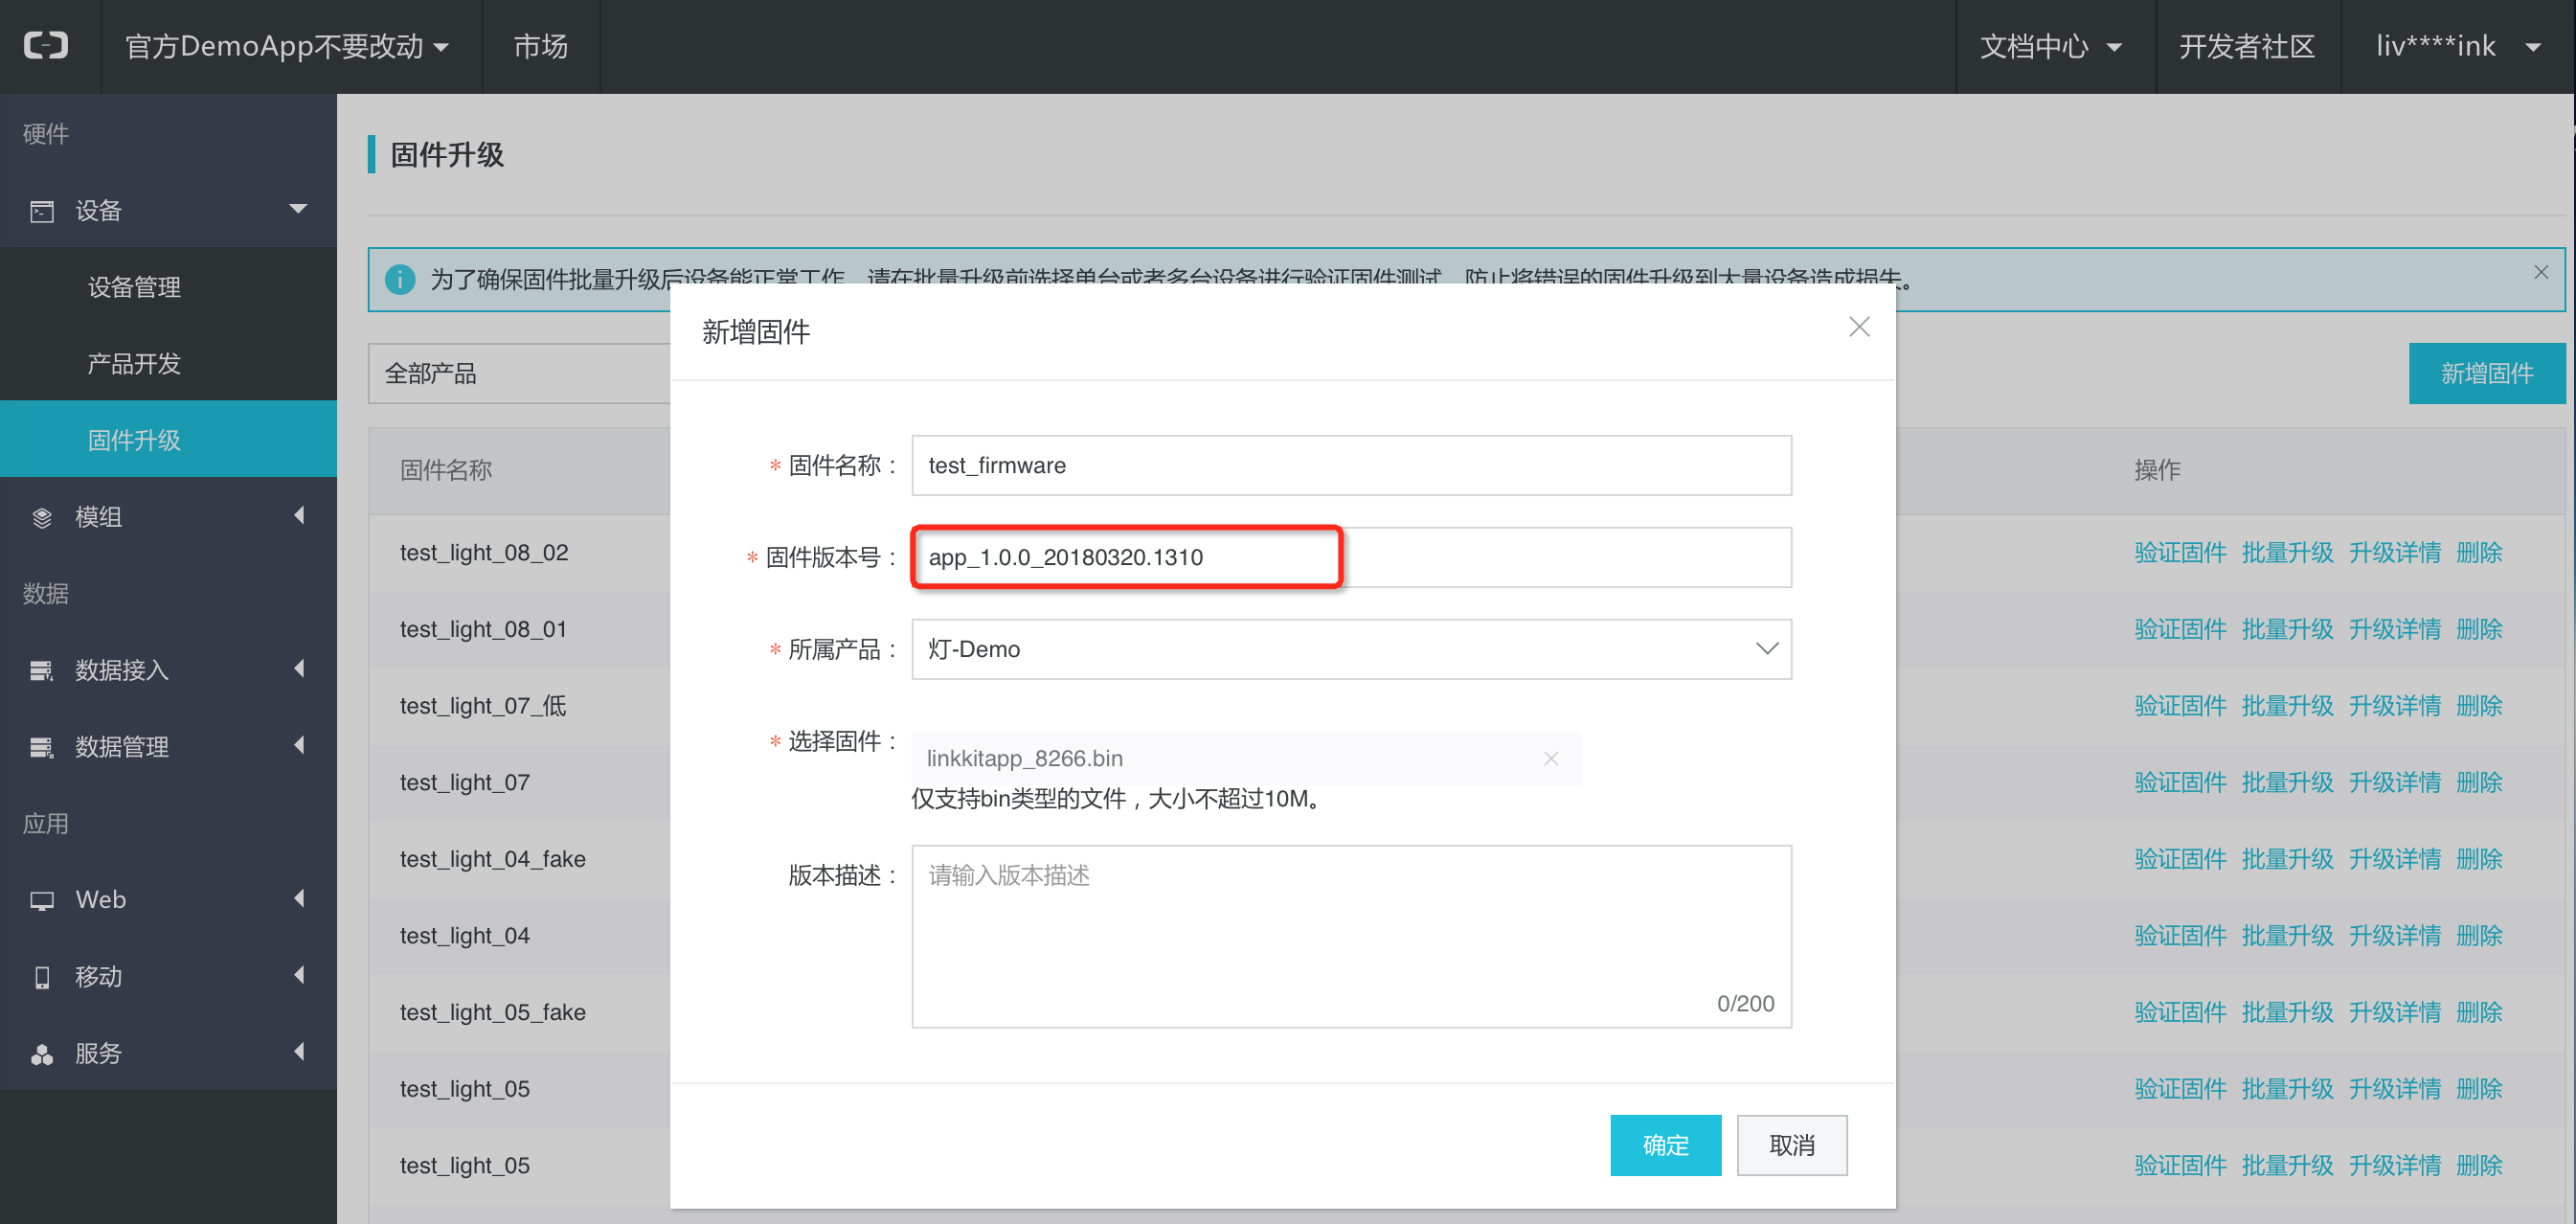 官方DemoApp不要改动
市场
文档中心
开发者社区
liv****ink
硬件
设备
设备管理
产品开发
固件升级
模组
数据
数据接入
数据管理
应用
Web
移动
服务
固件升级
为了确保固件批量升级后设备能正常工作，请在批量升级前选择单台或者多台设备进行验证固件测试，防止将错误的固件升级到大量设备造成损失。
全部产品
新增固件
固件名称
操作
test_light_08_02
验证固件 批量升级 升级详情 删除
test_light_08_01
验证固件 批量升级 升级详情 删除
test_light_07_低
验证固件 批量升级 升级详情 删除
test_light_07
验证固件 批量升级 升级详情 删除
test_light_04_fake
验证固件 批量升级 升级详情 删除
test_light_04
验证固件 批量升级 升级详情 删除
test_light_05_fake
验证固件 批量升级 升级详情 删除
test_light_05
验证固件 批量升级 升级详情 删除
test_light_05
验证固件 批量升级 升级详情 删除
新增固件
* 固件名称： test_firmware
* 固件版本号： app_1.0.0_20180320.1310
* 所属产品： 灯-Demo
* 选择固件： linkkitapp_8266.bin
仅支持bin类型的文件，大小不超过10M。
版本描述： 请输入版本描述
0/200
确定
取消